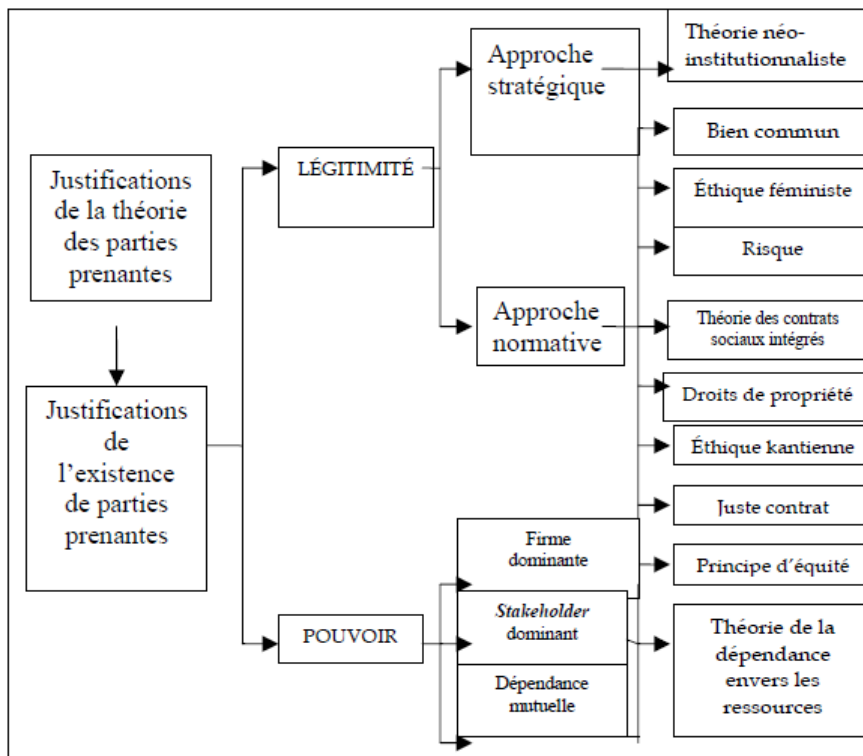 Justifications
de la théorie
des parties
prenantes
Justifications
de
l'existence
de parties
prenantes
LÉGITIMITÉ
POUVOIR
Approche
stratégique
Approche
normative
Firme
dominante
Stakeholder
dominant
Dépendance
mutuelle
Théorie néo-
institutionnaliste
Bien commun
Éthique féministe
Risque
Théorie des contrats
sociaux intégrés
Droits de propriété
Éthique kantienne
Juste contrat
Principe d'équité
Théorie de la
dépendance
envers les
ressources